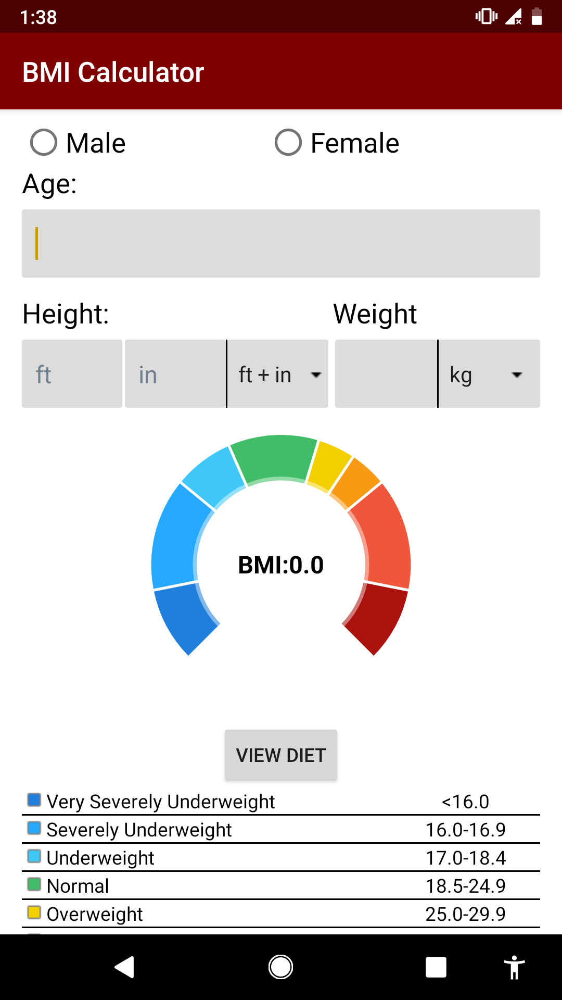 1:38
BMI Calculator
Male Female
Age:
Height: Weight
ft in ft + in kg
BMI:0.0
VIEW DIET
Very Severely Underweight <16.0
Severely Underweight 16.0-16.9
Underweight 17.0-18.4
Normal 18.5-24.9
Overweight 25.0-29.9